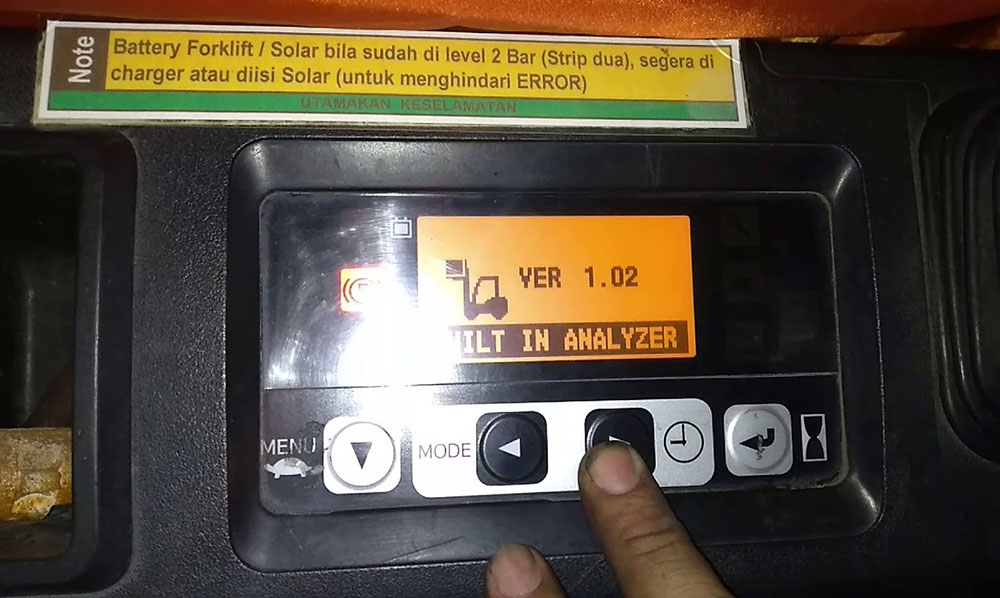 Note
Battery Forklift / Solar bila sudah di level 2 Bar (Strip dua), segera di
charger atau diisi Solar (untuk menghindari ERROR)
UTAMAKAN KESELAMATAN
VER 1.02
IN ANALYZER
MENU
MODE